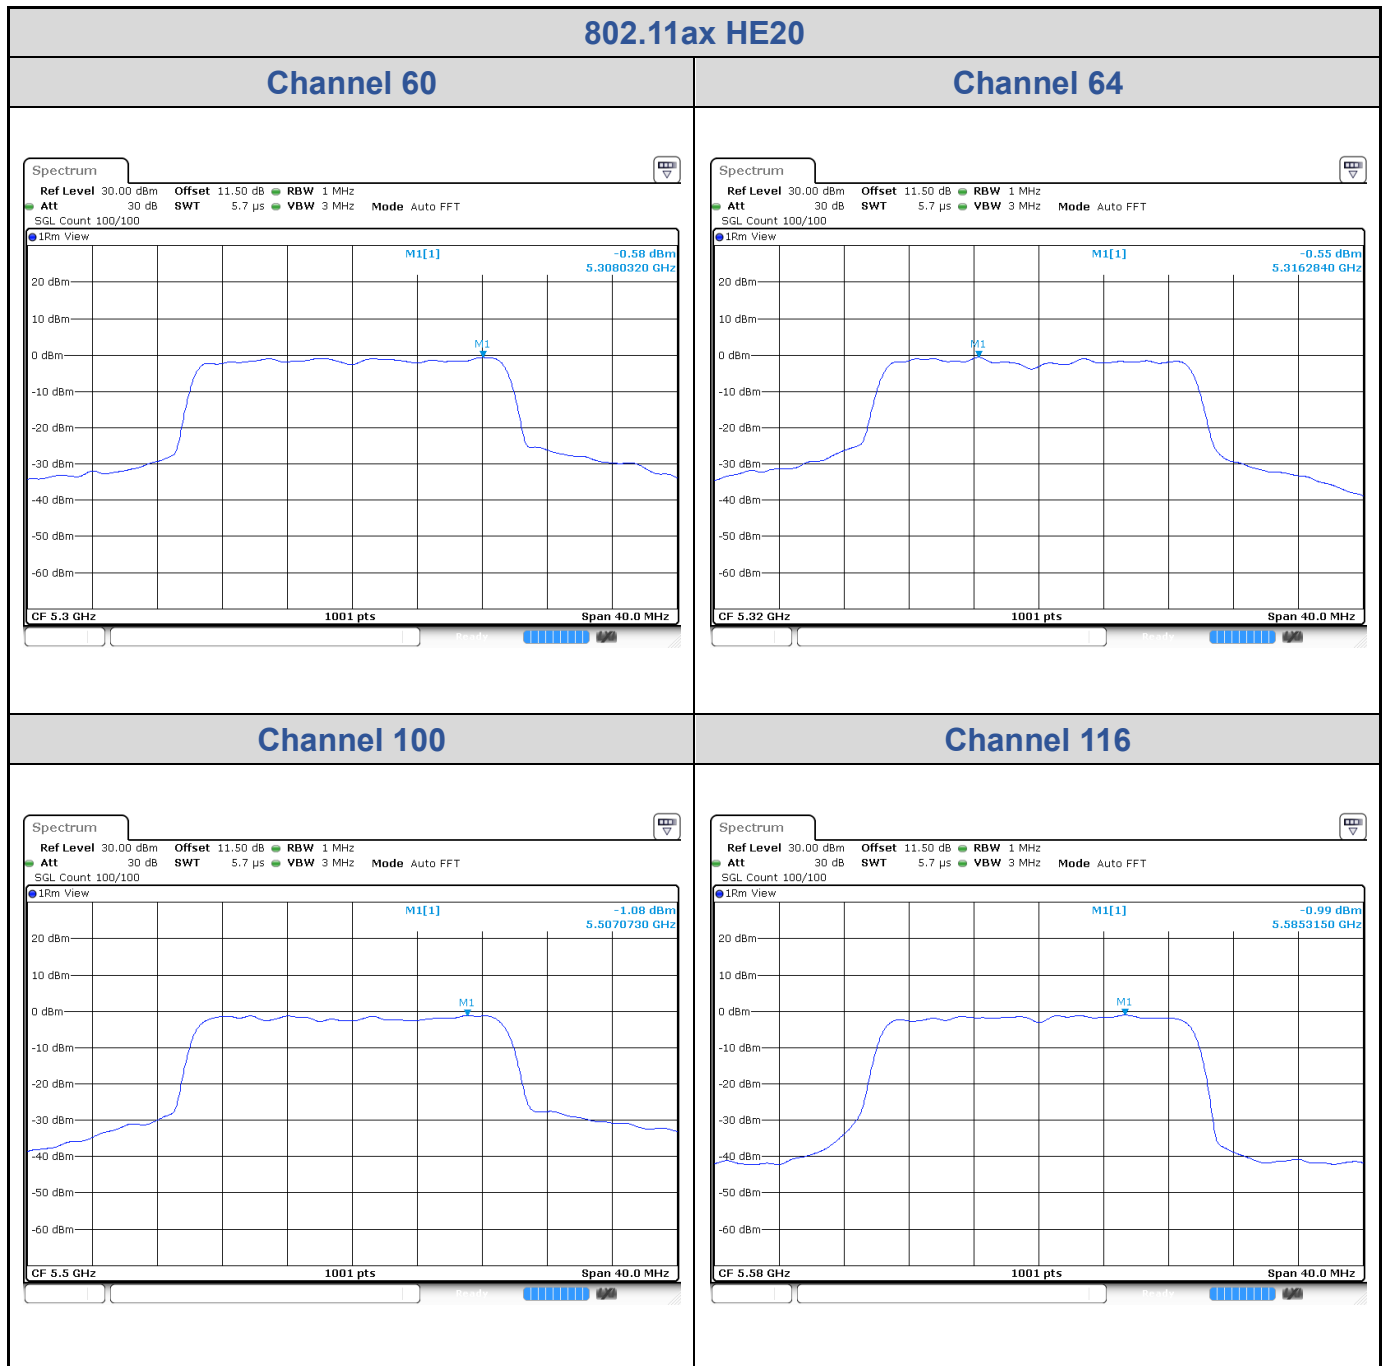 802.11ax HE20
Channel 60
Channel 64
Spectrum
Ref Level 30.00 dBm Offset 11.50 dB RBW 1 MHz
Att 30 dB SWT 5.7 µs VBW 3 MHz Mode Auto FFT
SGL Count 100/100
1Rm View
M1[1] -0.58 dBm
5.3080320 GHz
20 dBm
10 dBm
M1
0 dBm
-10 dBm
-20 dBm
-30 dBm
-40 dBm
-50 dBm
-60 dBm
CF 5.3 GHz 1001 pts Span 40.0 MHz
Ready
Spectrum
Ref Level 30.00 dBm Offset 11.50 dB RBW 1 MHz
Att 30 dB SWT 5.7 µs VBW 3 MHz Mode Auto FFT
SGL Count 100/100
1Rm View
M1[1] -0.55 dBm
5.3162840 GHz
20 dBm
10 dBm
M1
0 dBm
-10 dBm
-20 dBm
-30 dBm
-40 dBm
-50 dBm
-60 dBm
CF 5.32 GHz 1001 pts Span 40.0 MHz
Channel 100
Channel 116
Spectrum
Ref Level 30.00 dBm Offset 11.50 dB RBW 1 MHz
Att 30 dB SWT 5.7 µs VBW 3 MHz Mode Auto FFT
SGL Count 100/100
1Rm View
M1[1] -1.08 dBm
5.5070730 GHz
20 dBm
10 dBm
M1
0 dBm
-10 dBm
-20 dBm
-30 dBm
-40 dBm
-50 dBm
-60 dBm
CF 5.5 GHz 1001 pts Span 40.0 MHz
Ready
Spectrum
Ref Level 30.00 dBm Offset 11.50 dB RBW 1 MHz
Att 30 dB SWT 5.7 µs VBW 3 MHz Mode Auto FFT
SGL Count 100/100
1Rm View
M1[1] -0.99 dBm
5.5853150 GHz
20 dBm
10 dBm
M1
0 dBm
-10 dBm
-20 dBm
-30 dBm
-40 dBm
-50 dBm
-60 dBm
CF 5.58 GHz 1001 pts Span 40.0 MHz